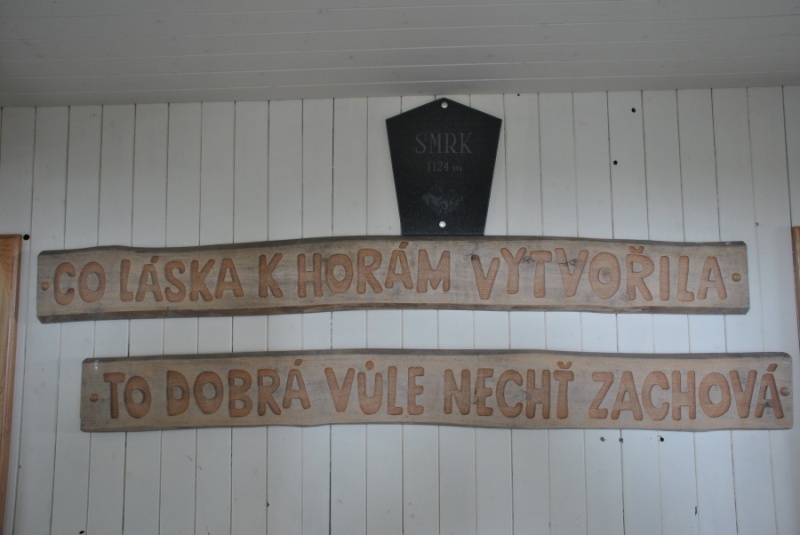 SMRK
1124 m
CO LÁSKA K HORÁM VYTVOŘILA
TO DOBRÁ VŮLE NECHŤ ZACHOVÁ